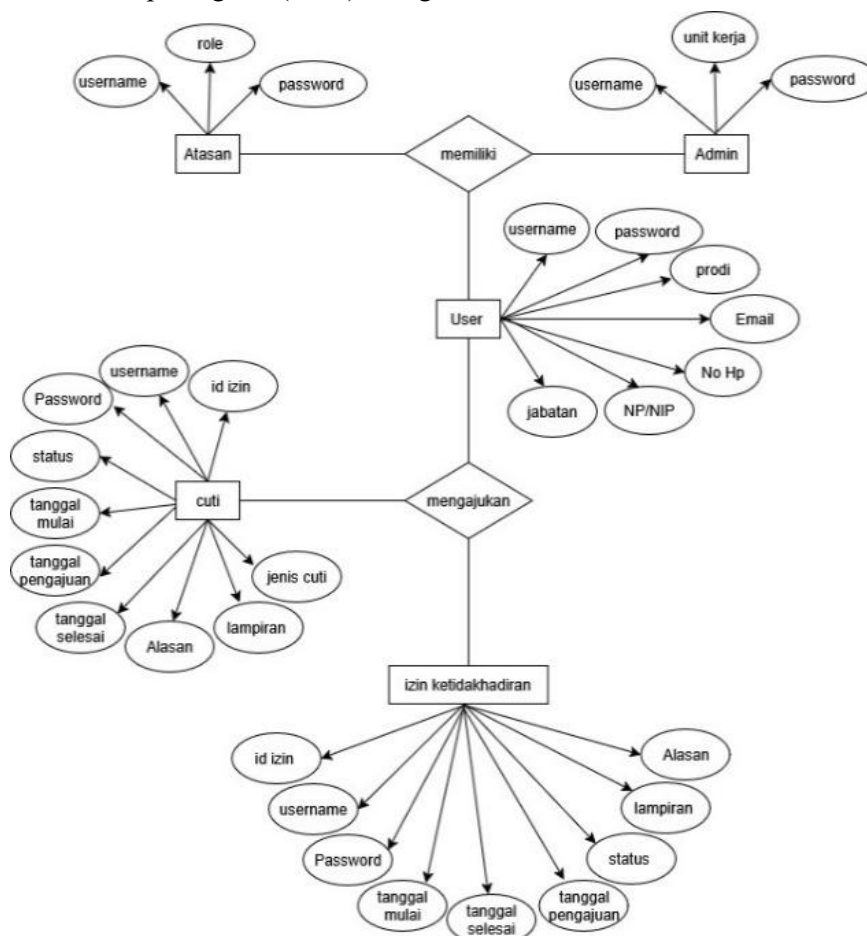 role
unit kerja
username
password
username
password
Atasan
memiliki
Admin
username
password
prodi
User
Email
No Hp
jabatan
NP/NIP
username
id izin
Password
status
cuti
mengajukan
tanggal
mulai
tanggal
pengajuan
jenis cuti
tanggal
selesai
Alasan
lampiran
izin ketidakhadiran
id izin
Alasan
username
lampiran
Password
status
tanggal
mulai
tanggal
selesai
tanggal
pengajuan